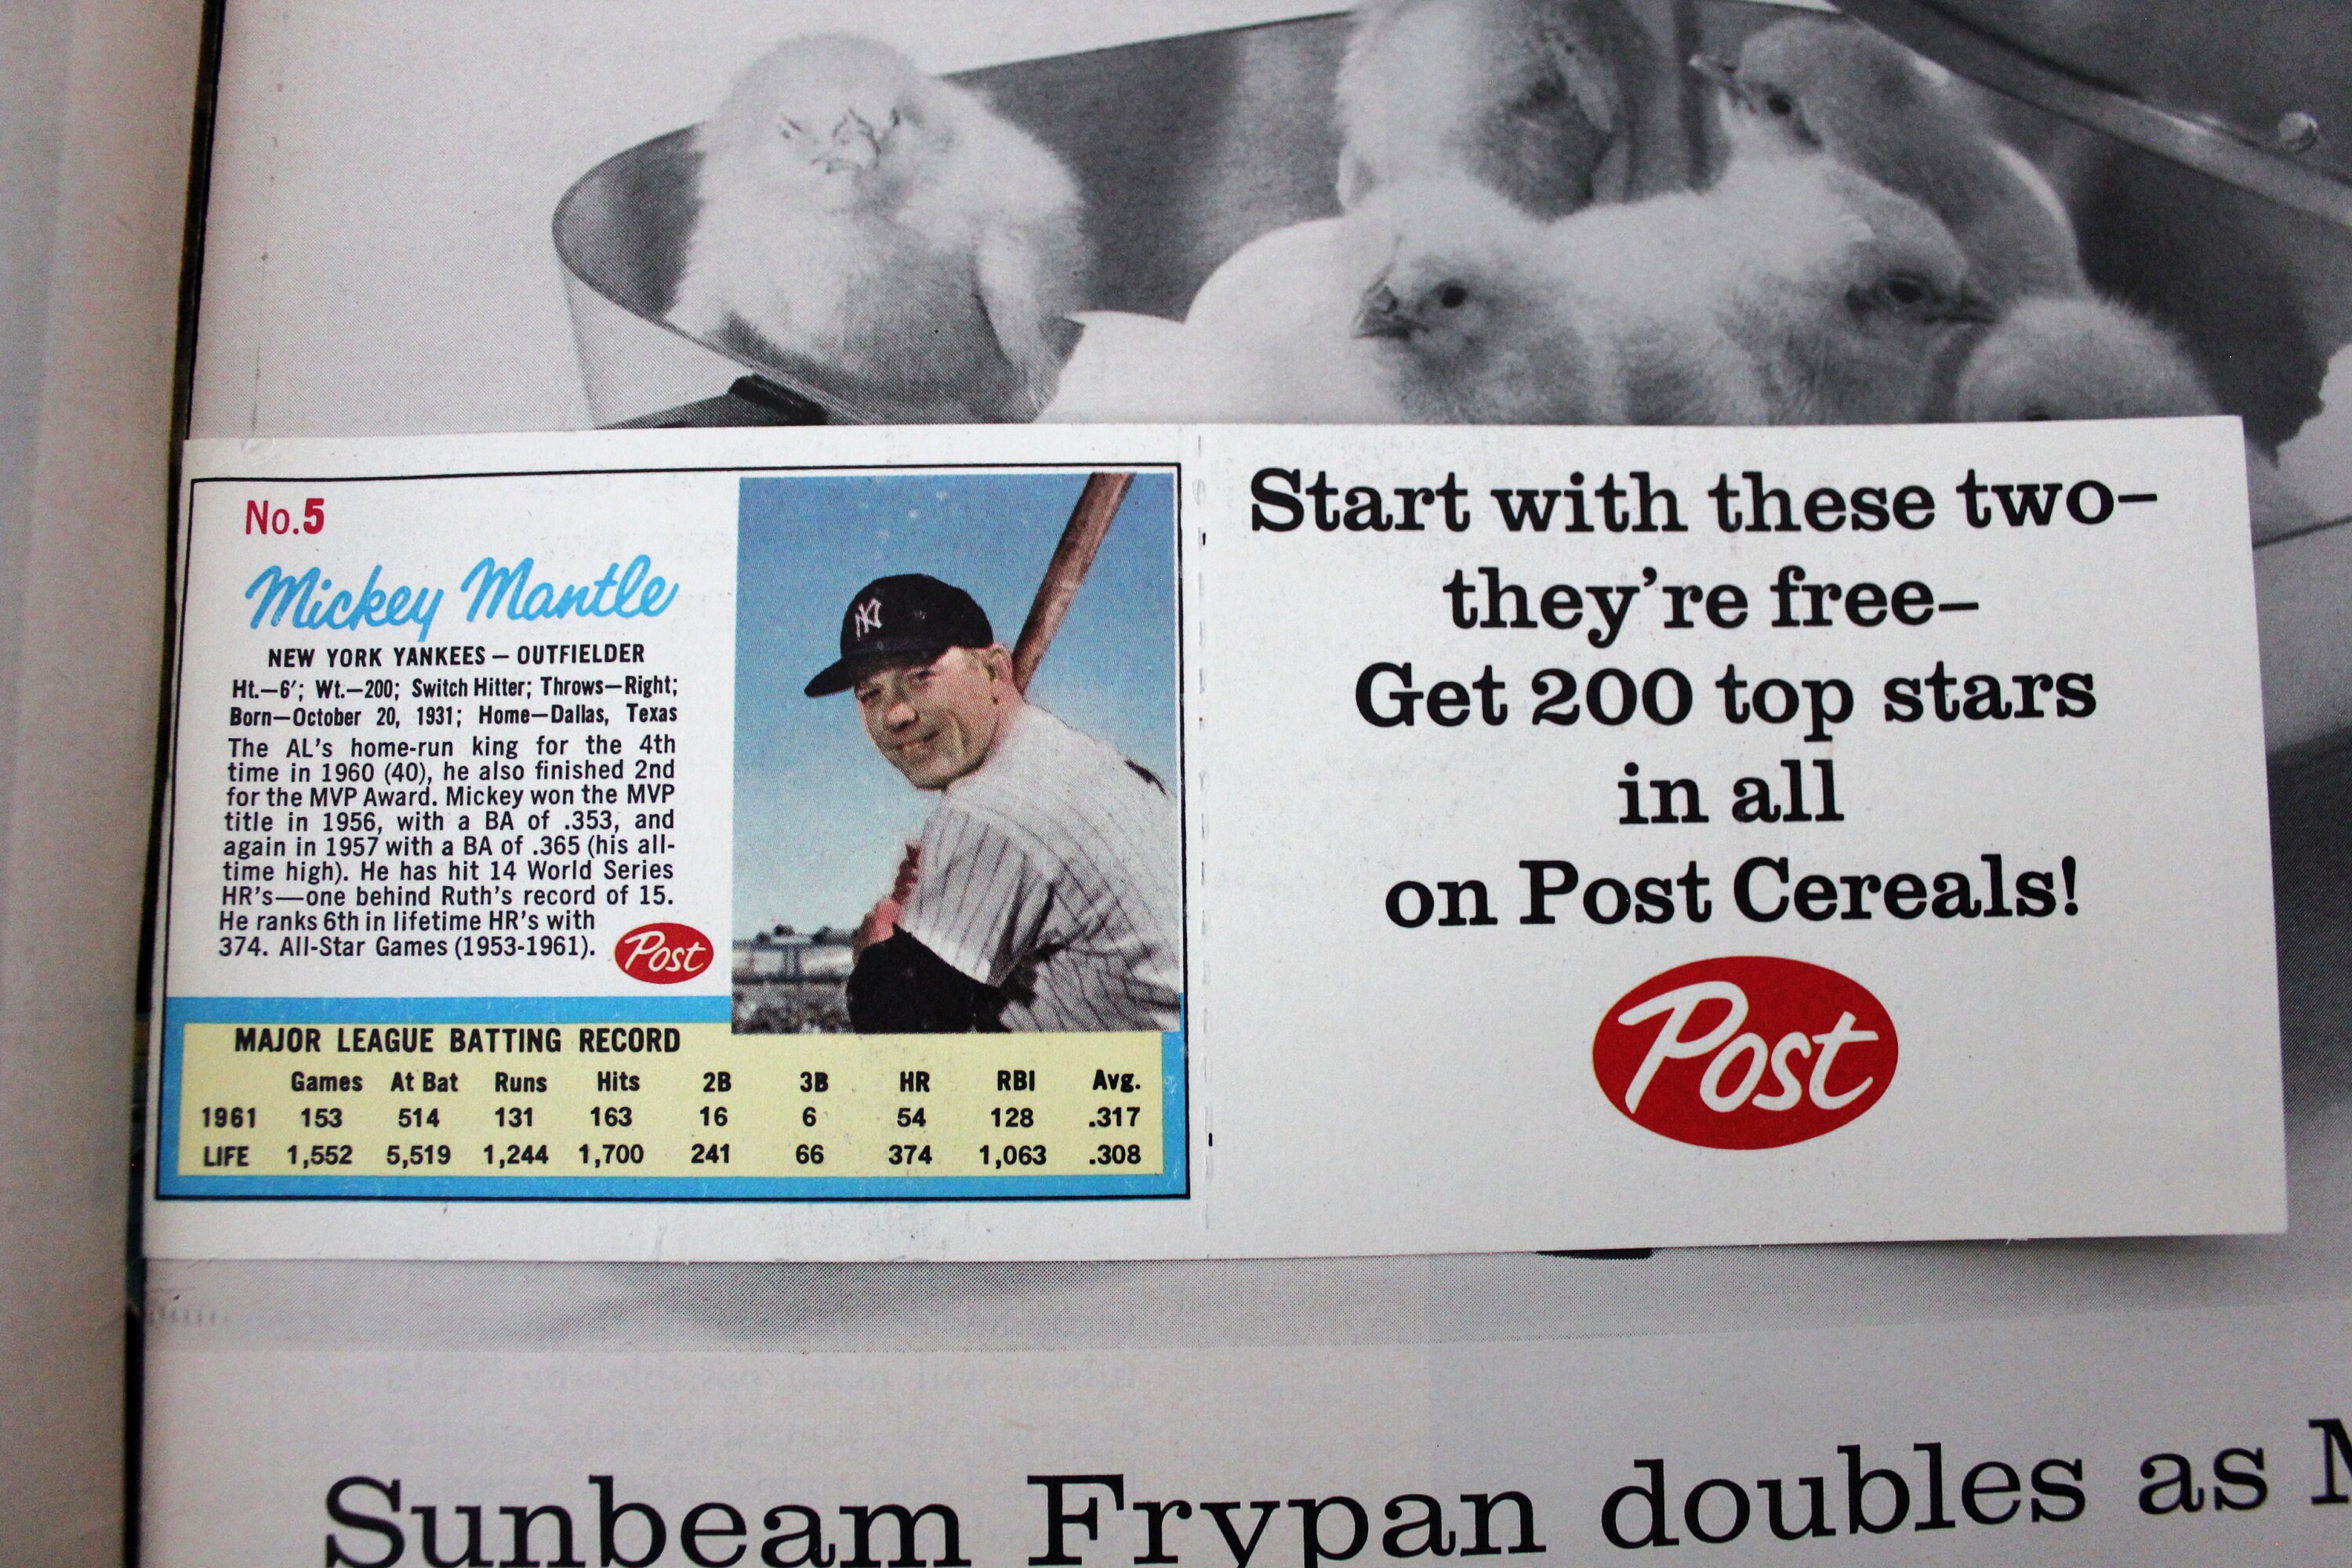 No.5
Mickey Mantle
NEW YORK YANKEES — OUTFIELDER
Ht.—6'; Wt.—200; Switch Hitter; Throws—Right;
Born—October 20, 1931; Home—Dallas, Texas
The AL's home-run king for the 4th
time in 1960 (40), he also finished 2nd
for the MVP Award. Mickey won the MVP
title in 1956, with a BA of .353, and
again in 1957 with a BA of .365 (his all-
time high). He has hit 14 World Series
HR's—one behind Ruth's record of 15.
He ranks 6th in lifetime HR's with
374. All-Star Games (1953-1961).
Post
NY
MAJOR LEAGUE BATTING RECORD
Games At Bat Runs Hits 2B 3B HR RBI Avg.
1961 153 514 131 163 16 6 54 128 .317
LIFE 1,552 5,519 1,244 1,700 241 66 374 1,063 .308
Start with these two–
they're free–
Get 200 top stars
in all
on Post Cereals!
Post
Sunbeam Frypan doubles as